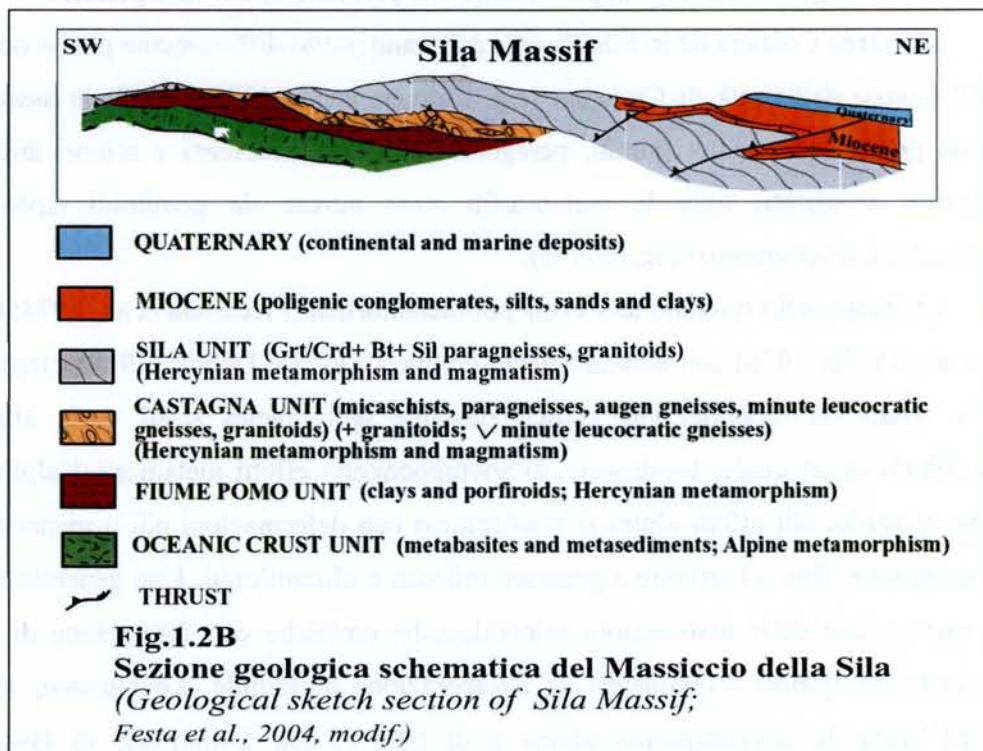 SW
Sila Massif
NE
Quaternary
Miocene
QUATERNARY (continental and marine deposits)
MIOCENE (poligenic conglomerates, silts, sands and clays)
SILA UNIT (Grt/Crd+ Bt+ Sil paragneisses, granitoids)
(Hercynian metamorphism and magmatism)
CASTAGNA UNIT (micaschists, paragneisses, augen gneisses, minute leucocratic
gneisses, granitoids) (+ granitoids; ∨ minute leucocratic gneisses)
(Hercynian metamorphism and magmatism)
FIUME POMO UNIT (clays and porfiroids; Hercynian metamorphism)
OCEANIC CRUST UNIT (metabasites and metasediments; Alpine metamorphism)
THRUST
Fig.1.2B
Sezione geologica schematica del Massiccio della Sila
(Geological sketch section of Sila Massif;
Festa et al., 2004, modif.)